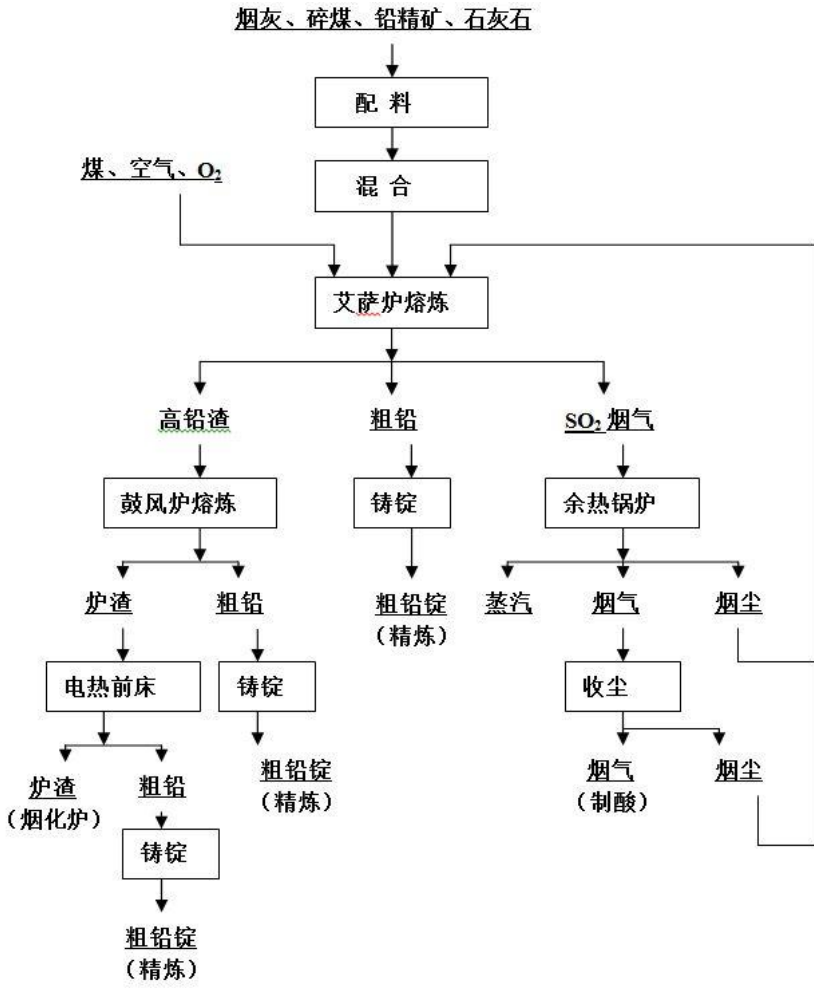 烟灰、碎煤、铅精矿、石灰石
配 料
煤、空气、O₂
混 合
艾萨炉熔炼
高铅渣
粗铅
SO₂烟气
鼓风炉熔炼
铸锭
余热锅炉
炉渣
粗铅
粗铅锭
（精炼）
蒸汽
烟气
烟尘
电热前床
铸锭
收尘
炉渣
（烟化炉）
粗铅
粗铅锭
（精炼）
烟气
（制酸）
烟尘
铸锭
粗铅锭
（精炼）